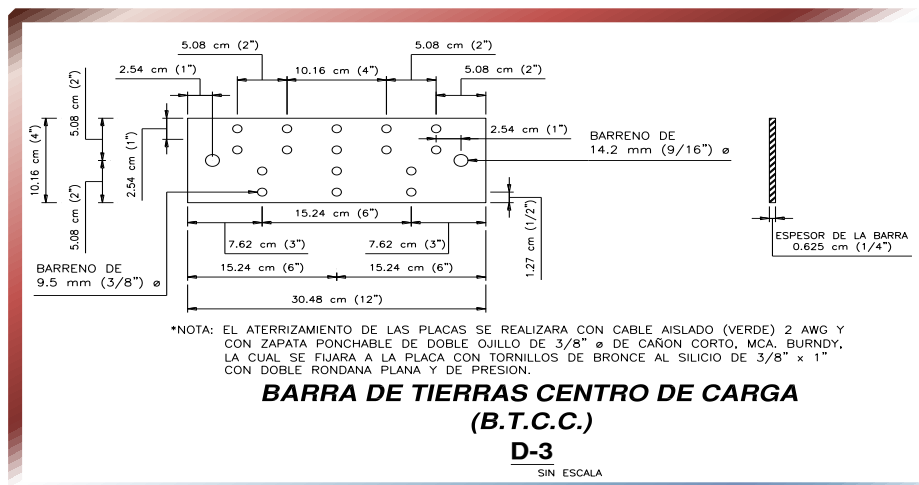 5.08 cm (2")
5.08 cm (2")
2.54 cm (1")
10.16 cm (4")
5.08 cm (2")
5.08 cm (2")
10.16 cm (4")
2.54 cm (1")
5.08 cm (2")
2.54 cm (1")
BARRENO DE
14.2 mm (9/16") ø
15.24 cm (6")
7.62 cm (3")
7.62 cm (3")
1.27 cm (1/2")
ESPESOR DE LA BARRA
0.625 cm (1/4")
BARRENO DE
9.5 mm (3/8") ø
15.24 cm (6")
15.24 cm (6")
30.48 cm (12")
*NOTA: EL ATERRIZAMIENTO DE LAS PLACAS SE REALIZARA CON CABLE AISLADO (VERDE) 2 AWG Y
CON ZAPATA PONCHABLE DE DOBLE OJILLO DE 3/8" ø DE CAÑON CORTO, MCA. BURNDY,
LA CUAL SE FIJARA A LA PLACA CON TORNILLOS DE BRONCE AL SILICIO DE 3/8" x 1"
CON DOBLE RONDANA PLANA Y DE PRESION.
BARRA DE TIERRAS CENTRO DE CARGA
(B.T.C.C.)
D-3
SIN ESCALA